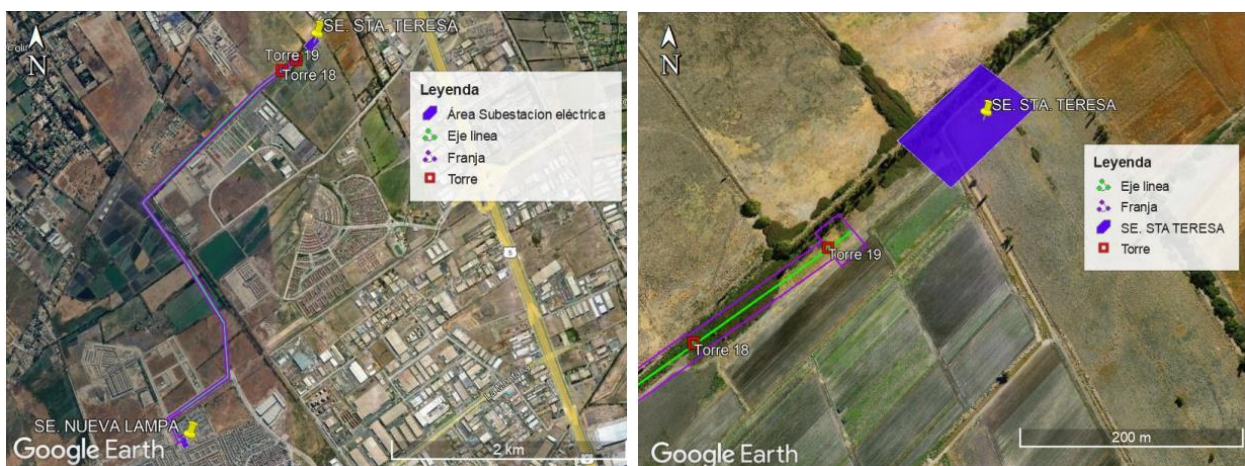 SE. STA. TERESA
Torre 19
Torre 18
N
Leyenda
Área Subestacion eléctrica
Eje linea
Franja
Torre
5
SE. NUEVA LAMPA
Google Earth
2 km
N
SE. STA. TERESA
Leyenda
Eje linea
Franja
SE. STA TERESA
Torre
Torre 19
Torre 18
Google Earth
200 m